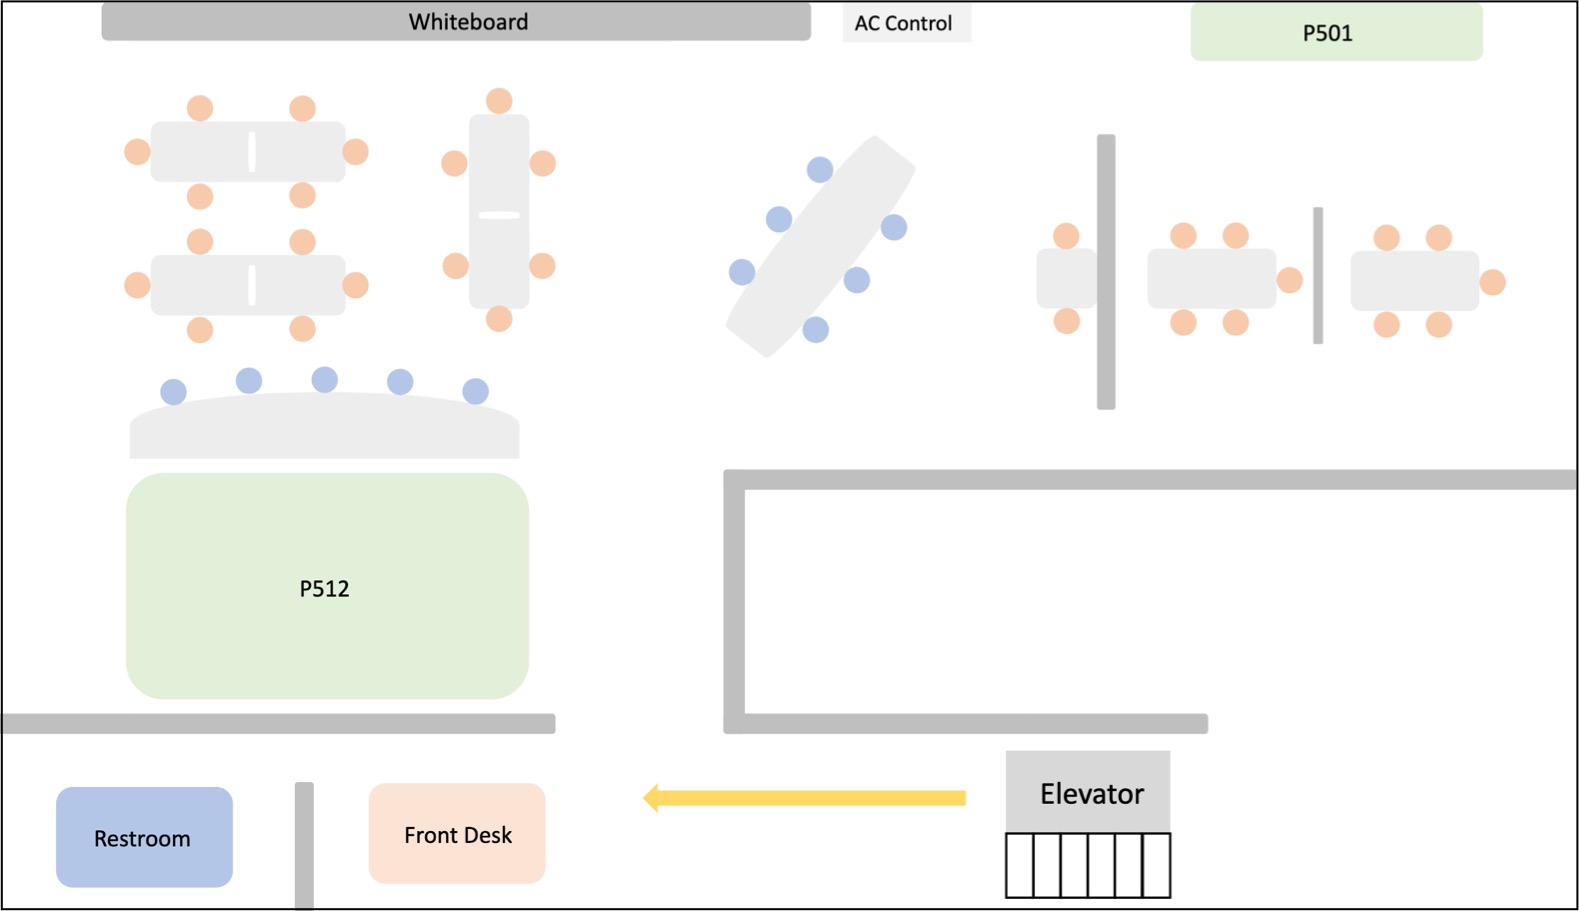 Whiteboard
AC Control
P501
P512
Elevator
Restroom
Front Desk